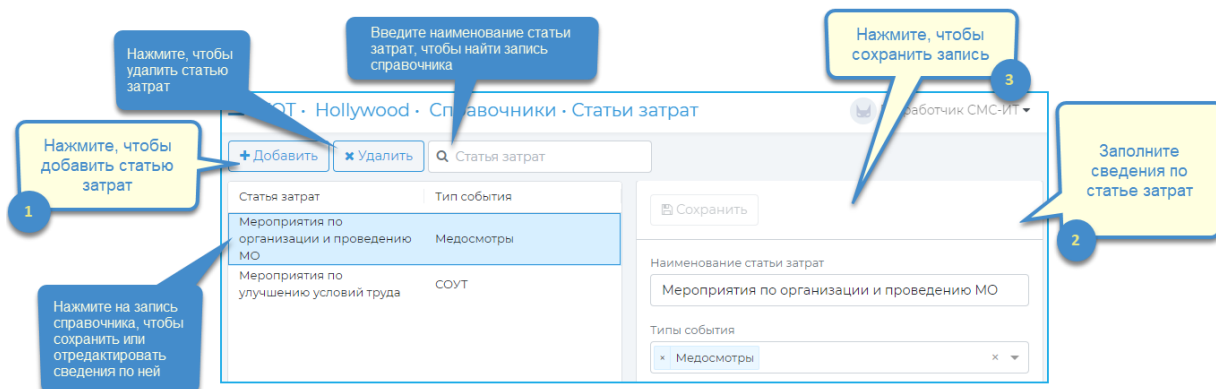 Введите наименование статьи
затрат, чтобы найти запись
справочника
Нажмите, чтобы
удалить статью
затрат
Нажмите, чтобы
сохранить запись
3
ОТ · Hollywood · Справочники · Статьи затрат
работчик СМС-ИТ
Нажмите, чтобы
добавить статью
затрат
1
+ Добавить
× Удалить
Статья затрат
Заполните
сведения по
статье затрат
2
Статья затрат Тип события
Мероприятия по
организации и проведению
МО
Медосмотры
Мероприятия по
улучшению условий труда
СОУТ
Нажмите на запись
справочника, чтобы
сохранить или
отредактировать
сведения по ней
Сохранить
Наименование статьи затрат
Мероприятия по организации и проведению МО
Типы события
× Медосмотры ×